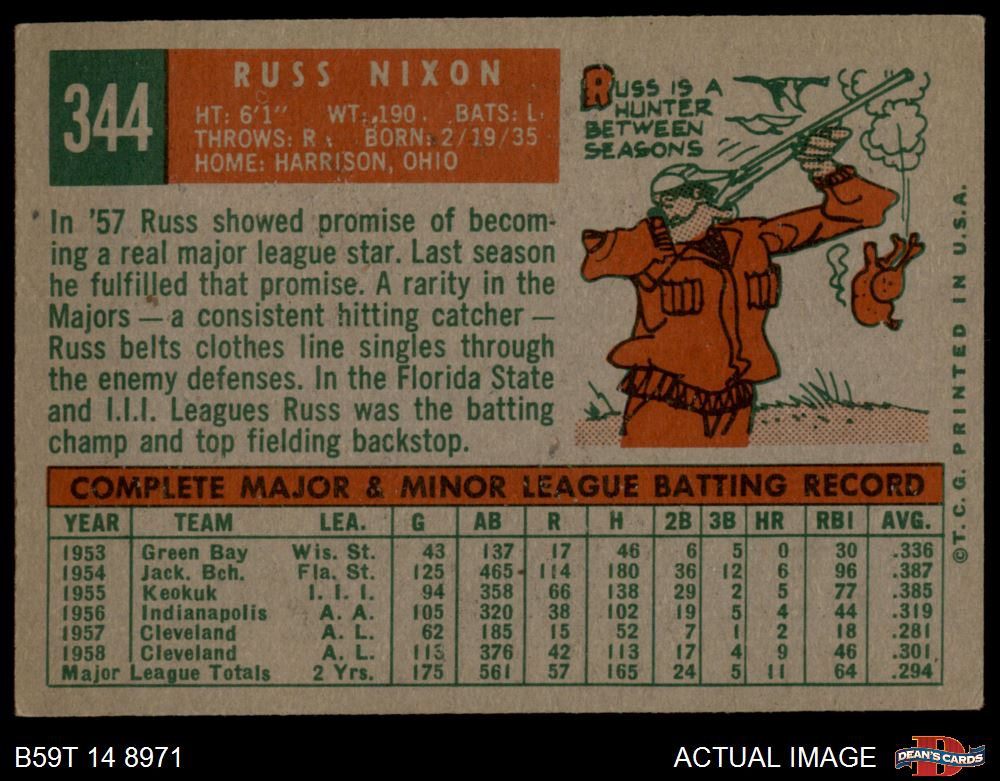 344
RUSS NIXON
HT: 6'1" WT: 190 BATS: L
THROWS: R BORN: 2/19/35
HOME: HARRISON, OHIO
RUSS IS A
HUNTER
BETWEEN
SEASONS
In '57 Russ showed promise of becom-
ing a real major league star. Last season
he fulfilled that promise. A rarity in the
Majors — a consistent hitting catcher —
Russ belts clothes line singles through
the enemy defenses. In the Florida State
and I.I.I. Leagues Russ was the batting
champ and top fielding backstop.
©T. C. G. PRINTED IN U.S.A.
COMPLETE MAJOR & MINOR LEAGUE BATTING RECORD
YEAR TEAM LEA. G AB R H 2B 3B HR RBI AVG.
1953 Green Bay Wis. St. 43 137 17 46 6 5 0 30 .336
1954 Jack. Bch. Fla. St. 125 465 114 180 36 12 6 96 .387
1955 Keokuk I. I. I. 94 358 66 138 29 2 5 77 .385
1956 Indianapolis A. A. 105 320 38 102 19 5 4 44 .319
1957 Cleveland A. L. 62 185 15 52 7 1 2 18 .281
1958 Cleveland A. L. 113 376 42 113 17 4 9 46 .301
Major League Totals 2 Yrs. 175 561 57 165 24 5 11 64 .294
B59T 14 8971
ACTUAL IMAGE
D
DEAN'S CARDS